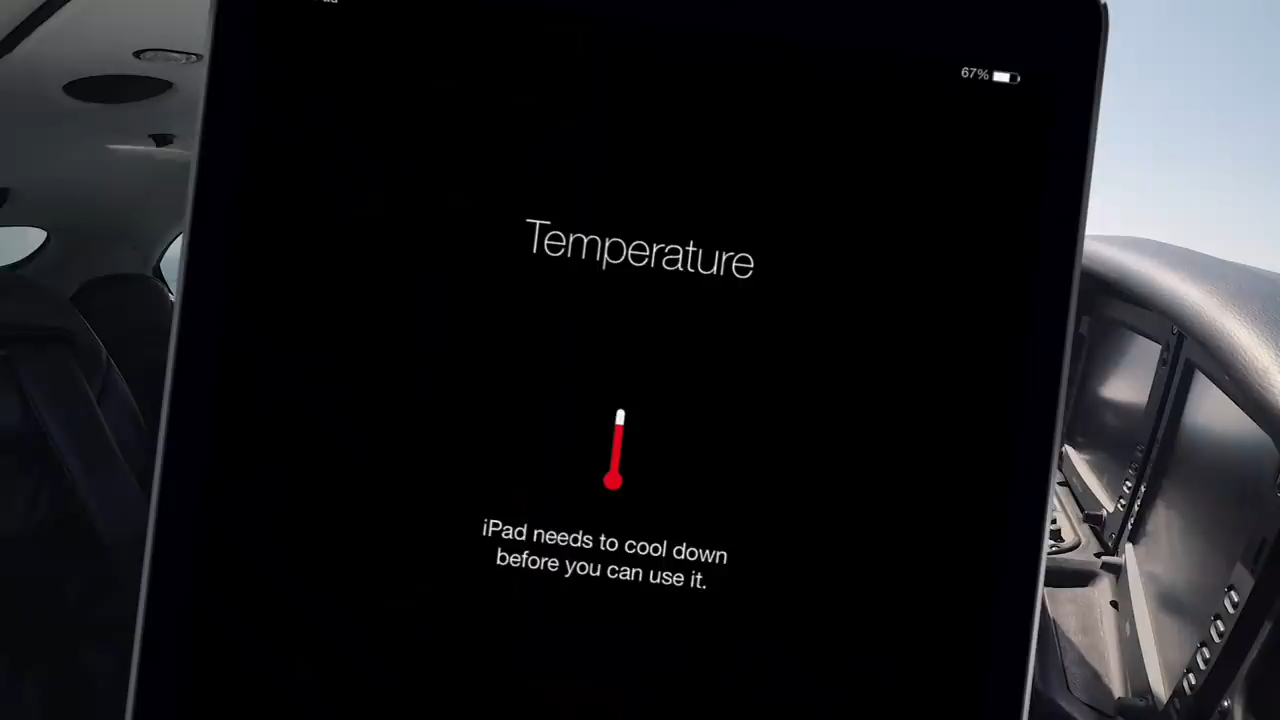 67%
Temperature
iPad needs to cool down
before you can use it.